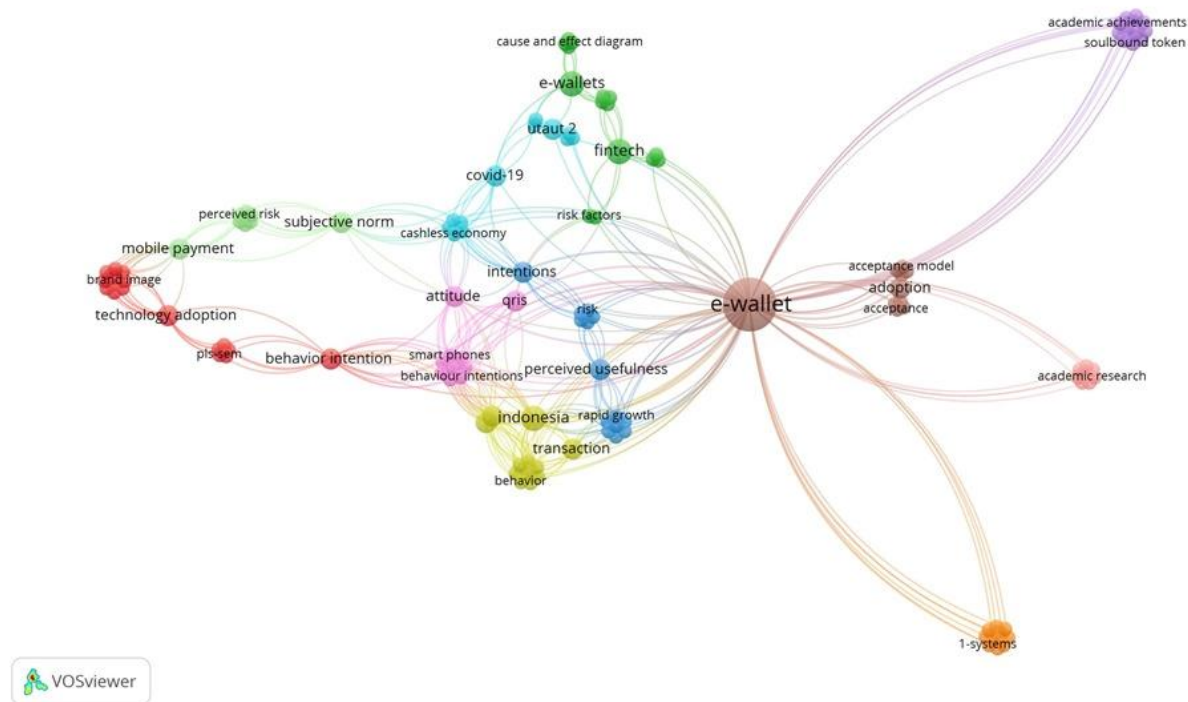 academic achievements
soulbound token
cause and effect diagram
e-wallets
utaut 2
fintech
covid-19
perceived risk
subjective norm
risk factors
cashless economy
mobile payment
acceptance model
intentions
brand image
adoption
attitude
qris
e-wallet
acceptance
technology adoption
risk
pls-sem
behavior intention
smart phones
perceived usefulness
behaviour intentions
academic research
indonesia
rapid growth
transaction
behavior
1-systems
VOSviewer